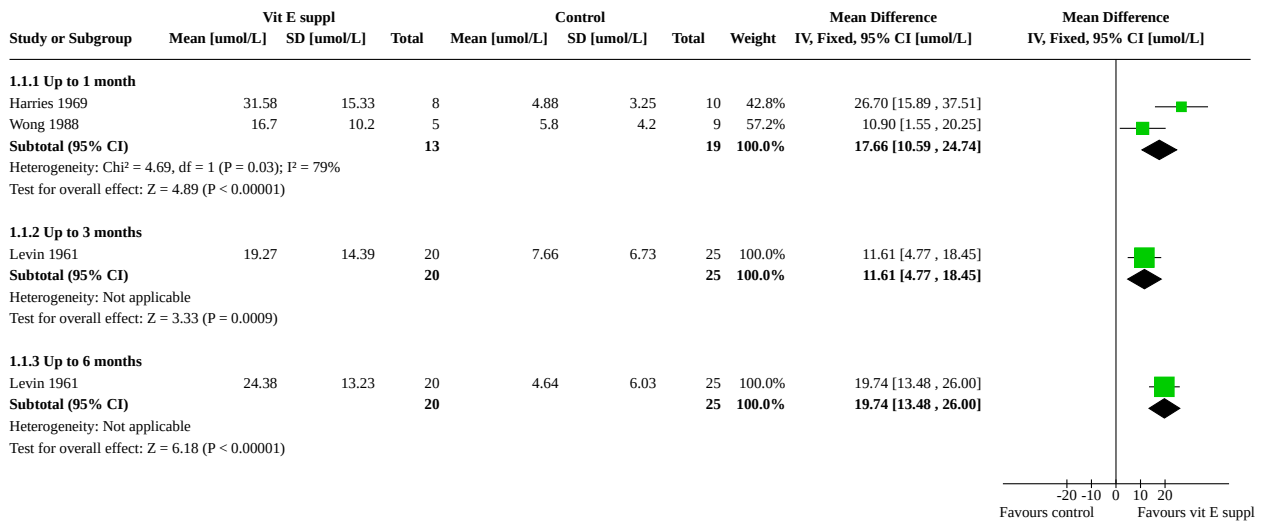 Vit E suppl Control Mean Difference Mean Difference
Study or Subgroup Mean [umol/L] SD [umol/L] Total Mean [umol/L] SD [umol/L] Total Weight IV, Fixed, 95% CI [umol/L] IV, Fixed, 95% CI [umol/L]
1.1.1 Up to 1 month
Harries 1969 31.58 15.33 8 4.88 3.25 10 42.8% 26.70 [15.89 , 37.51]
Wong 1988 16.7 10.2 5 5.8 4.2 9 57.2% 10.90 [1.55 , 20.25]
Subtotal (95% CI) 13 19 100.0% 17.66 [10.59 , 24.74]
Heterogeneity: Chi² = 4.69, df = 1 (P = 0.03); I² = 79%
Test for overall effect: Z = 4.89 (P < 0.00001)
1.1.2 Up to 3 months
Levin 1961 19.27 14.39 20 7.66 6.73 25 100.0% 11.61 [4.77 , 18.45]
Subtotal (95% CI) 20 25 100.0% 11.61 [4.77 , 18.45]
Heterogeneity: Not applicable
Test for overall effect: Z = 3.33 (P = 0.0009)
1.1.3 Up to 6 months
Levin 1961 24.38 13.23 20 4.64 6.03 25 100.0% 19.74 [13.48 , 26.00]
Subtotal (95% CI) 20 25 100.0% 19.74 [13.48 , 26.00]
Heterogeneity: Not applicable
Test for overall effect: Z = 6.18 (P < 0.00001)
-20 -10 0 10 20
Favours control Favours vit E suppl